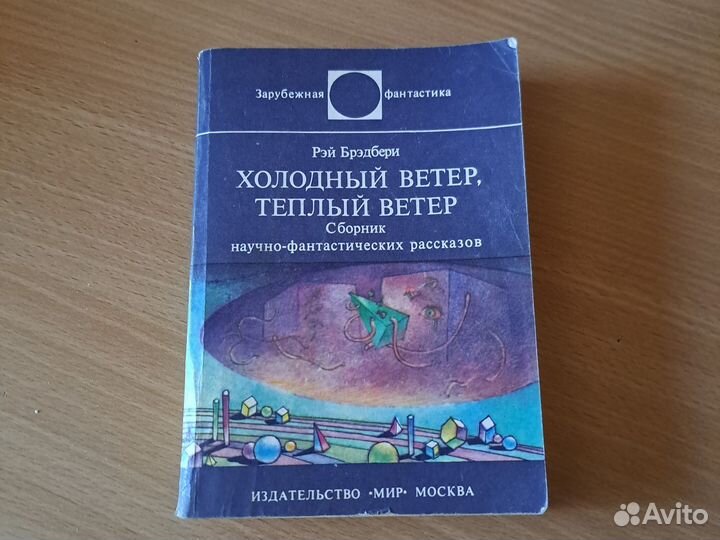 Зарубежная фантастика
Рэй Брэдбери
ХОЛОДНЫЙ ВЕТЕР,
ТЕПЛЫЙ ВЕТЕР
Сборник
научно-фантастических рассказов
ИЗДАТЕЛЬСТВО «МИР» МОСКВА
Avito